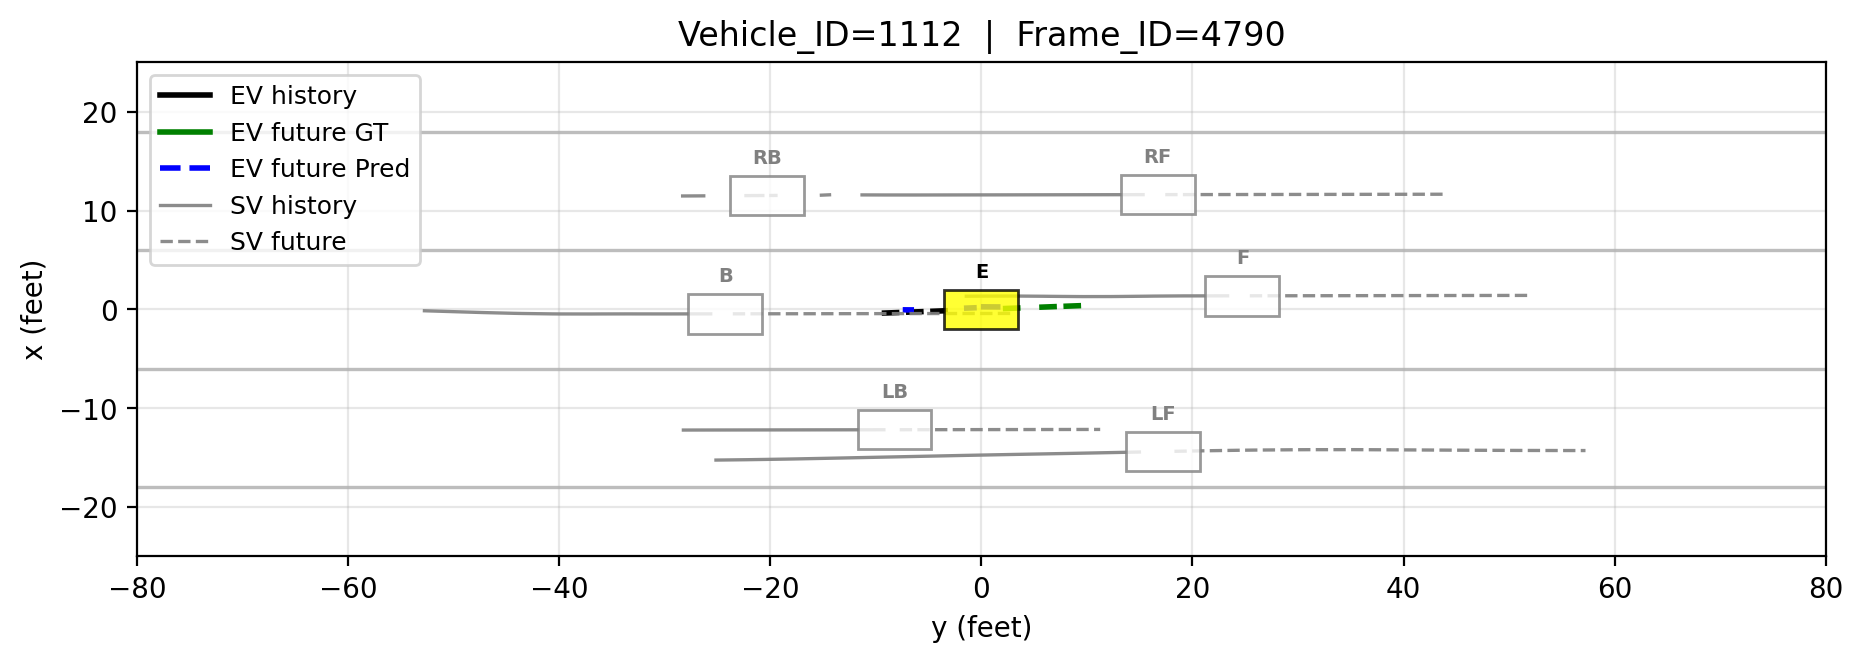 Vehicle_ID=1112 | Frame_ID=4790
EV history
EV future GT
EV future Pred
SV history
SV future
RB
RF
F
B
E
LB
LF
20
10
0
−10
−20
x (feet)
−80
−60
−40
−20
0
20
40
60
80
y (feet)